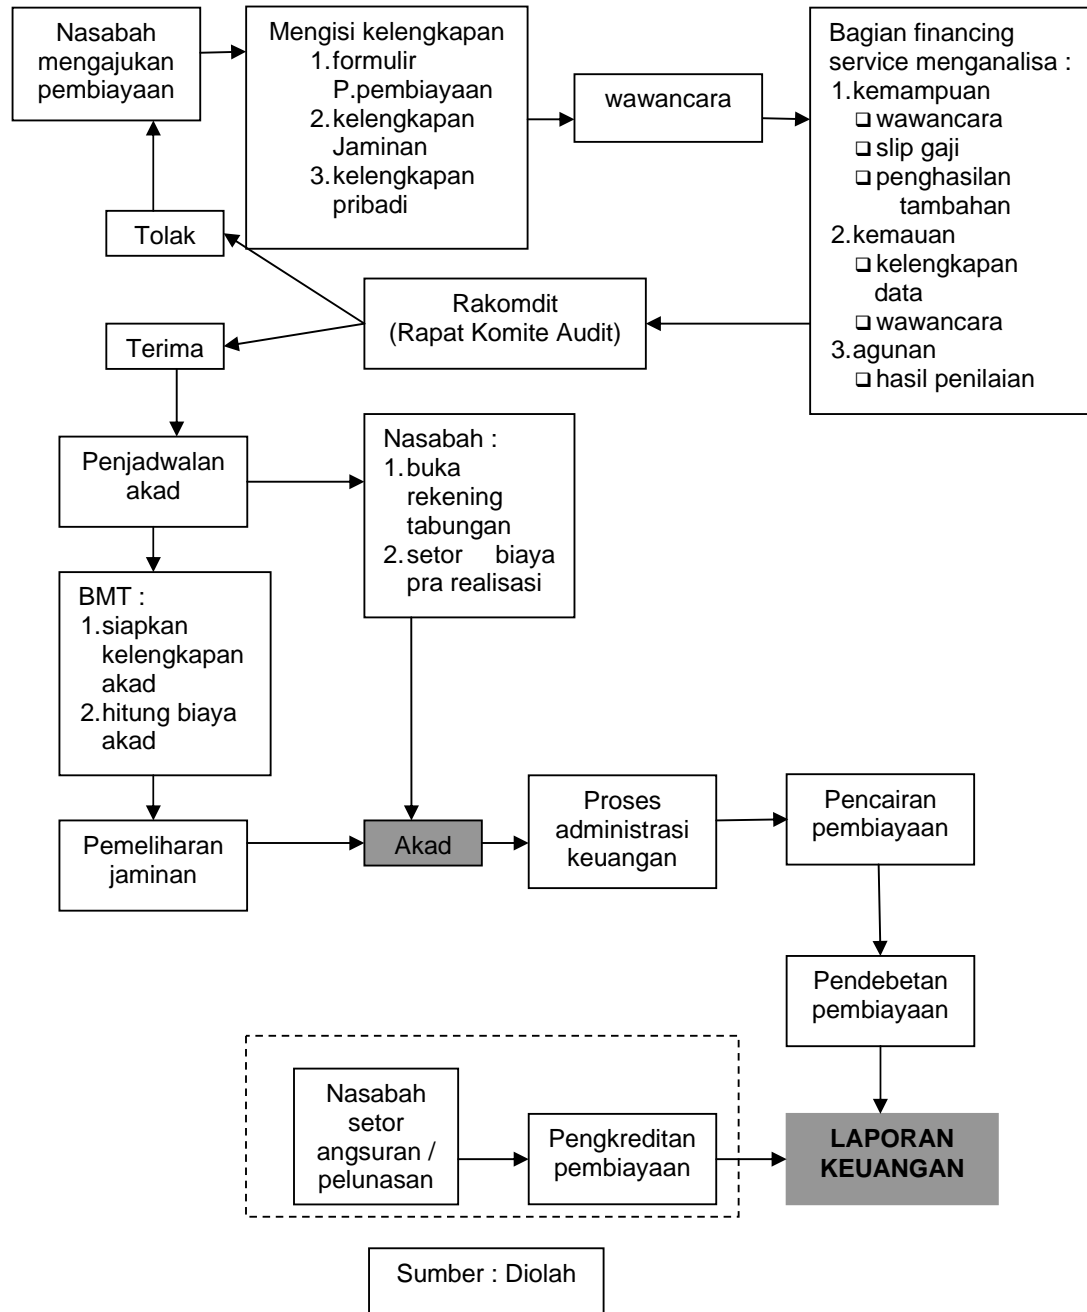 Nasabah
mengajukan
pembiayaan
Mengisi kelengkapan
1. formulir
P.pembiayaan
2. kelengkapan
Jaminan
3. kelengkapan
pribadi
wawancara
Bagian financing
service menganalisa :
1. kemampuan
❑ wawancara
❑ slip gaji
❑ penghasilan
tambahan
2. kemauan
❑ kelengkapan
data
❑ wawancara
3. agunan
❑ hasil penilaian
Tolak
Rakomdit
(Rapat Komite Audit)
Terima
Penjadwalan
akad
Nasabah :
1. buka
rekening
tabungan
2. setor biaya
pra realisasi
BMT :
1. siapkan
kelengkapan
akad
2. hitung biaya
akad
Pemeliharan
jaminan
Akad
Proses
administrasi
keuangan
Pencairan
pembiayaan
Pendebetan
pembiayaan
Nasabah
setor
angsuran /
pelunasan
Pengkreditan
pembiayaan
LAPORAN
KEUANGAN
Sumber : Diolah